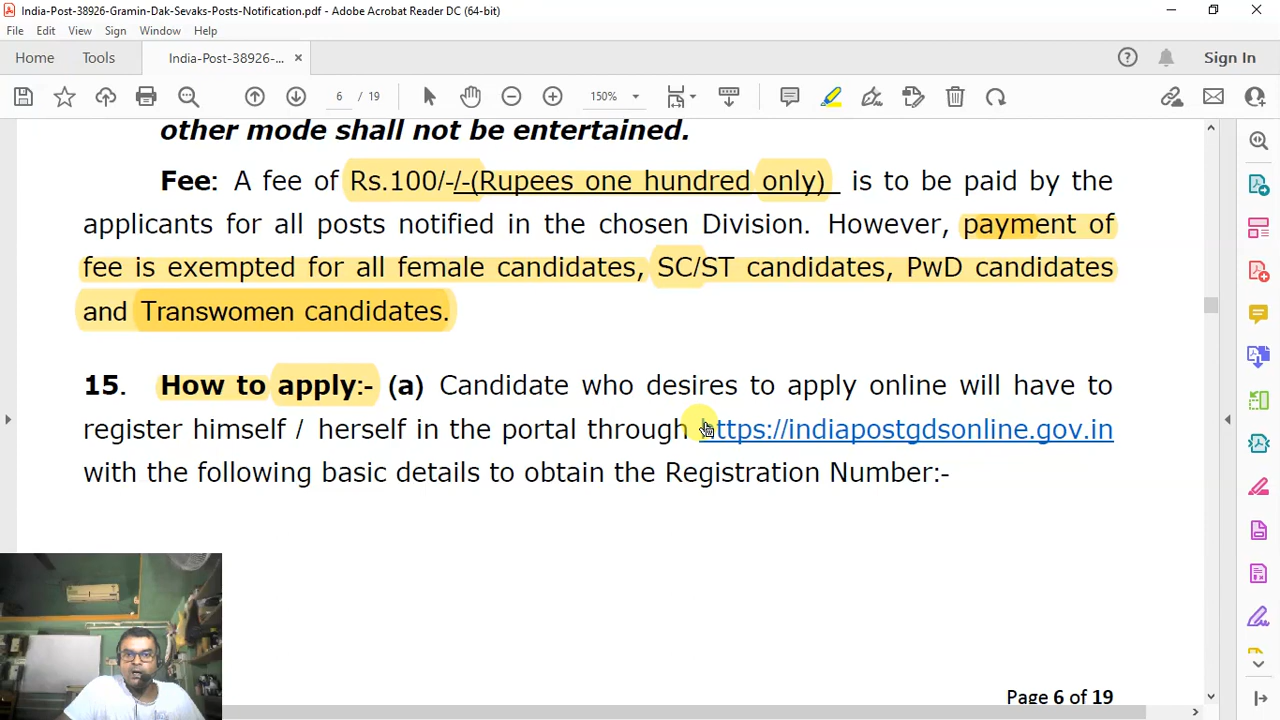 India-Post-38926-Gramin-Dak-Sevaks-Posts-Notification.pdf - Adobe Acrobat Reader DC (64-bit)
File Edit View Sign Window Help
Home Tools India-Post-38926-... × Sign In
6 / 19 150%
other mode shall not be entertained.
Fee: A fee of Rs.100/-/-(Rupees one hundred only) is to be paid by the
applicants for all posts notified in the chosen Division. However, payment of
fee is exempted for all female candidates, SC/ST candidates, PwD candidates
and Transwomen candidates.
15. How to apply:- (a) Candidate who desires to apply online will have to
register himself / herself in the portal through https://indiapostgdsonline.gov.in
with the following basic details to obtain the Registration Number:-
Page 6 of 19